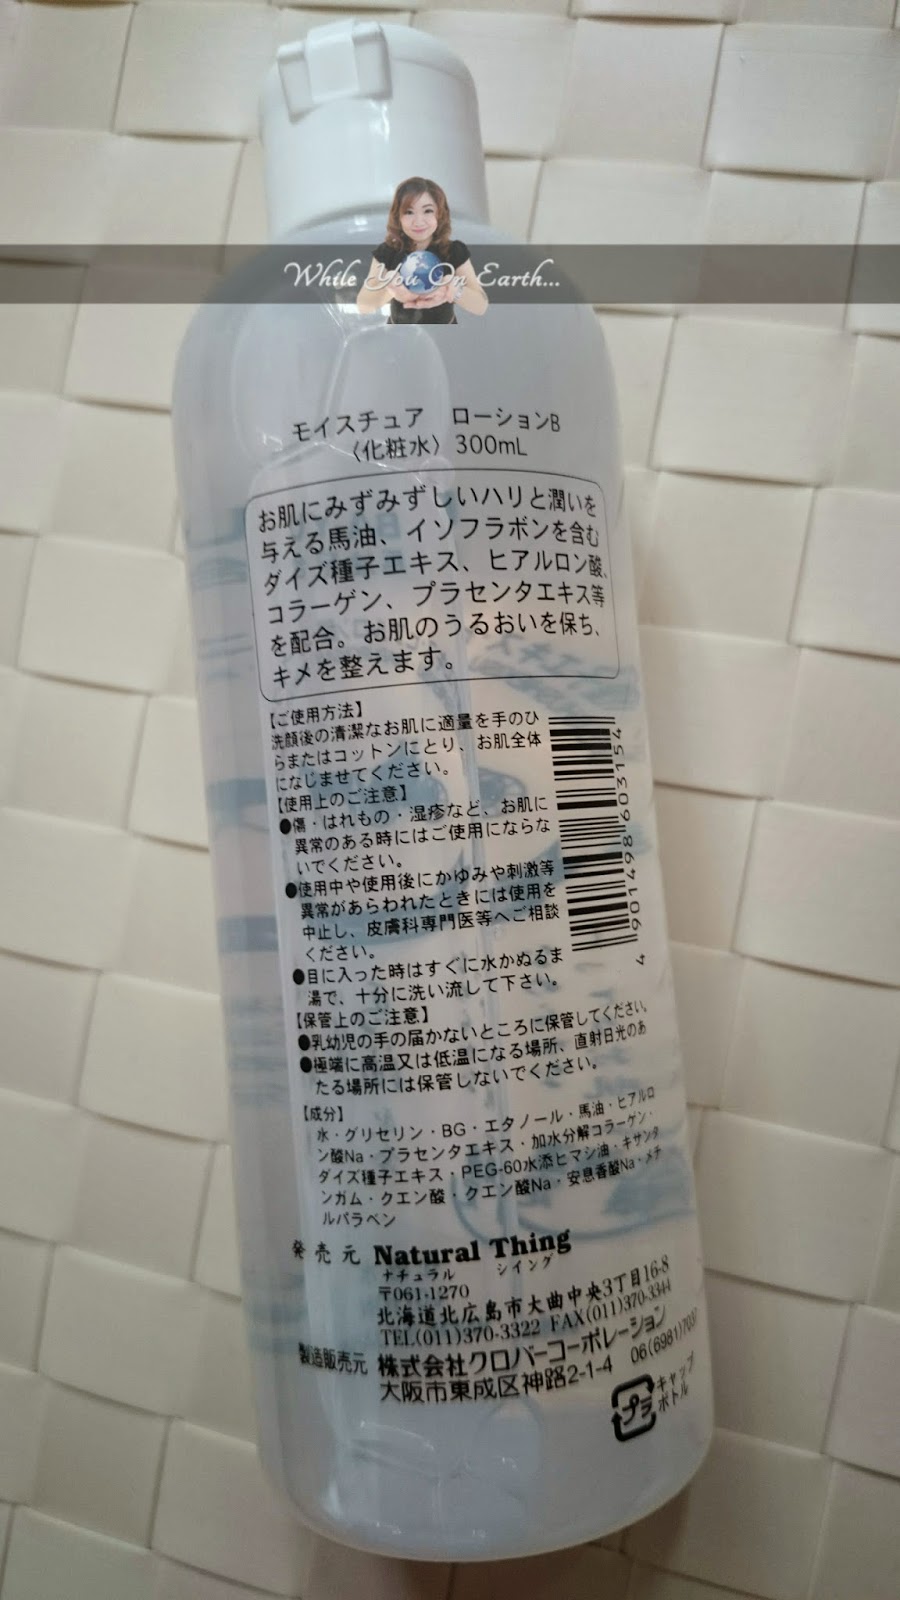 While You On Earth...
モイスチュア ローションB
〈化粧水〉 300mL
お肌にみずみずしいハリと潤いを
与える馬油、イソフラボンを含む
ダイズ種子エキス、ヒアルロン酸、
コラーゲン、プラセンタエキス等
を配合。お肌のうるおいを保ち、
キメを整えます。
【ご使用方法】
洗顔後の清潔なお肌に適量を手のひ
らまたはコットンにとり、お肌全体
になじませてください。
【使用上のご注意】
●傷・はれもの・湿疹など、お肌に
異常のある時にはご使用にならな
いでください。
●使用中や使用後にかゆみや刺激等
異常があらわれたときには使用を
中止し、皮膚科専門医等へご相談
ください。
●目に入った時はすぐに水かぬるま
湯で、十分に洗い流して下さい。
【保管上のご注意】
●乳幼児の手の届かないところに保管してください。
●極端に高温又は低温になる場所、直射日光のあ
たる場所には保管しないでください。
4 901498 603154
【成分】
水・グリセリン・BG・エタノール・馬油・ヒアルロ
ン酸Na・プラセンタエキス・加水分解コラーゲン・
ダイズ種子エキス・PEG-60水添ヒマシ油・キサンタ
ンガム・クエン酸・クエン酸Na・安息香酸Na・メチ
ルパラベン
発売元 Natural Thing
ナチュラル シイング
〒061-1270
北海道北広島市大曲中央3丁目16-8
TEL(011)370-3322 FAX(011)370-3344
製造販売元 株式会社クロバーコーポレーション
大阪市東成区神路2-1-4 06(6981)
プラ
キャップ
ボトル